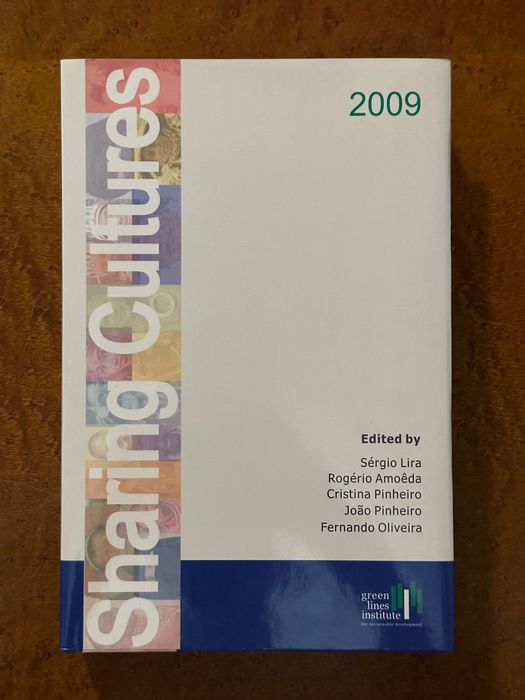 Sharing Cultures
2009
Edited by
Sérgio Lira
Rogério Amoêda
Cristina Pinheiro
João Pinheiro
Fernando Oliveira
green
lines
institute
for sustainable development